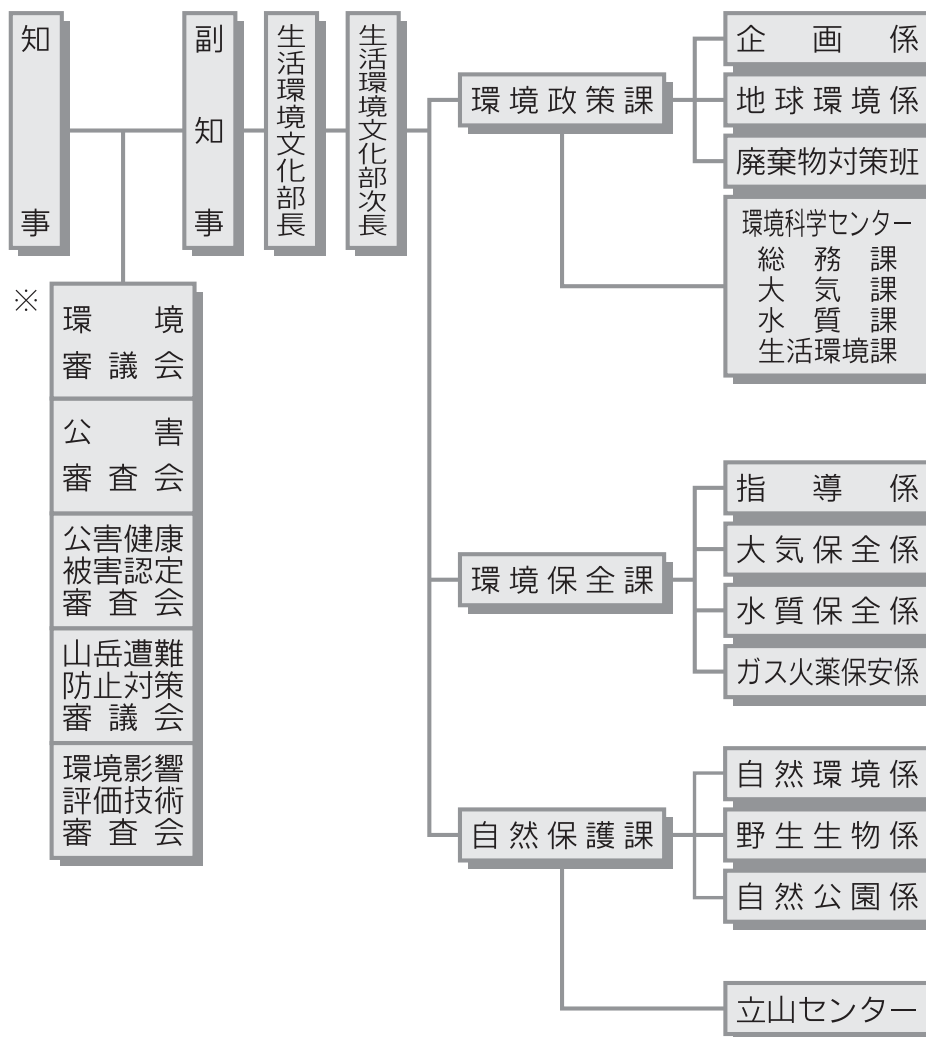 知事
副知事
生活環境文化部長
生活環境文化部次長
※
環境
審議会
公害
審査会
公害健康
被害認定
審査会
山岳遭難
防止対策
審議会
環境影響
評価技術
審査会
環境政策課
企画係
地球環境係
廃棄物対策班
環境科学センター
総務課
大気課
水質課
生活環境課
環境保全課
指導係
大気保全係
水質保全係
ガス火薬保安係
自然保護課
自然環境係
野生生物係
自然公園係
立山センター